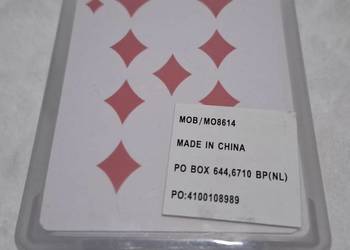 MOB/MO8614
MADE IN CHINA
PO BOX 644,6710 BP(NL)
PO:4100108989